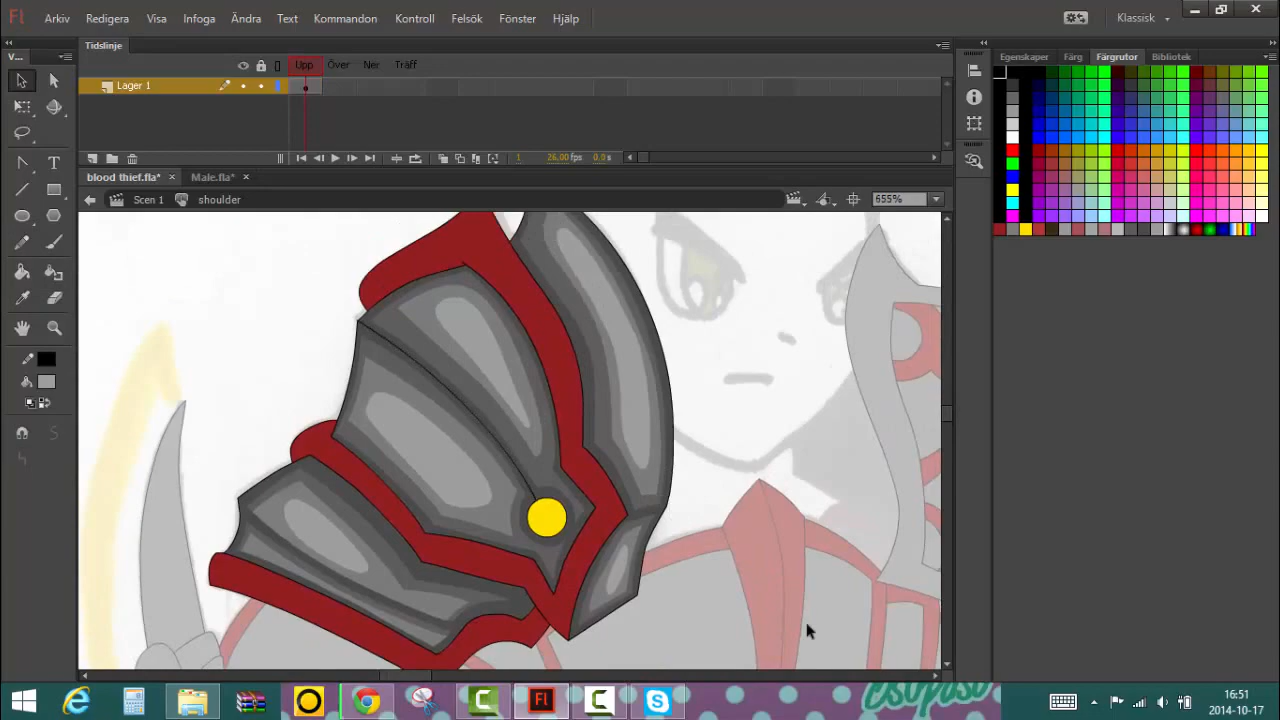 Fl Arkiv Redigera Visa Infoga Ändra Text Kommandon Kontroll Felsök Fönster Hjälp Klassisk
V... Tidslinje Egenskaper Färg Färgrutor Bibliotek
Upp Över Ner Träff
Lager 1
1 26.00 fps 0.0 s
blood thief.fla* Male.fla*
Scen 1 shoulder 655%
Fl
16:51
2014-10-17